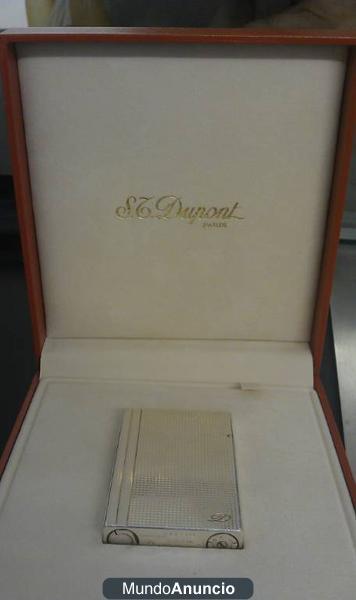 S.T. Dupont
PARIS
D
MundoAnuncio